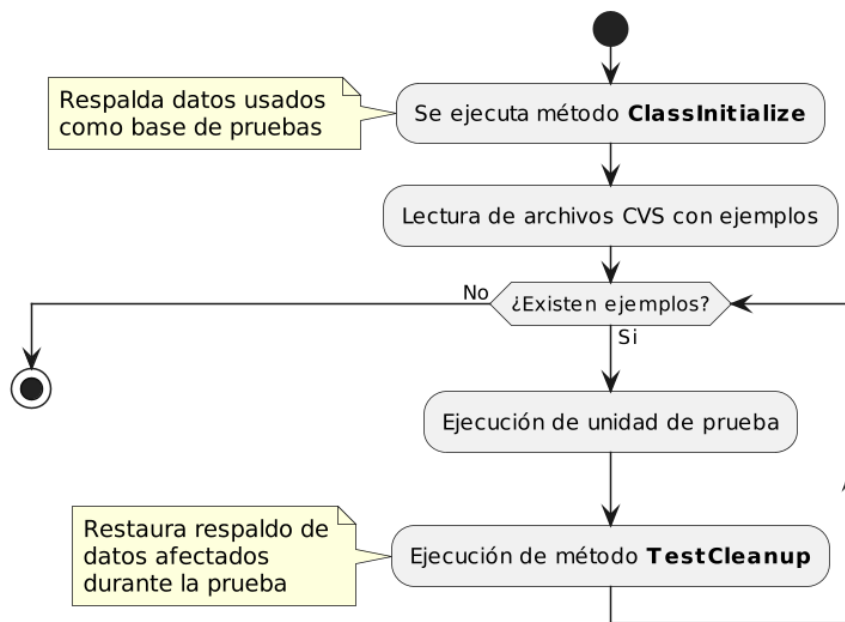 Respalda datos usados
como base de pruebas
Se ejecuta método ClassInitialize
Lectura de archivos CVS con ejemplos
No
¿Existen ejemplos?
Si
Ejecución de unidad de prueba
Restaura respaldo de
datos afectados
durante la prueba
Ejecución de método TestCleanup